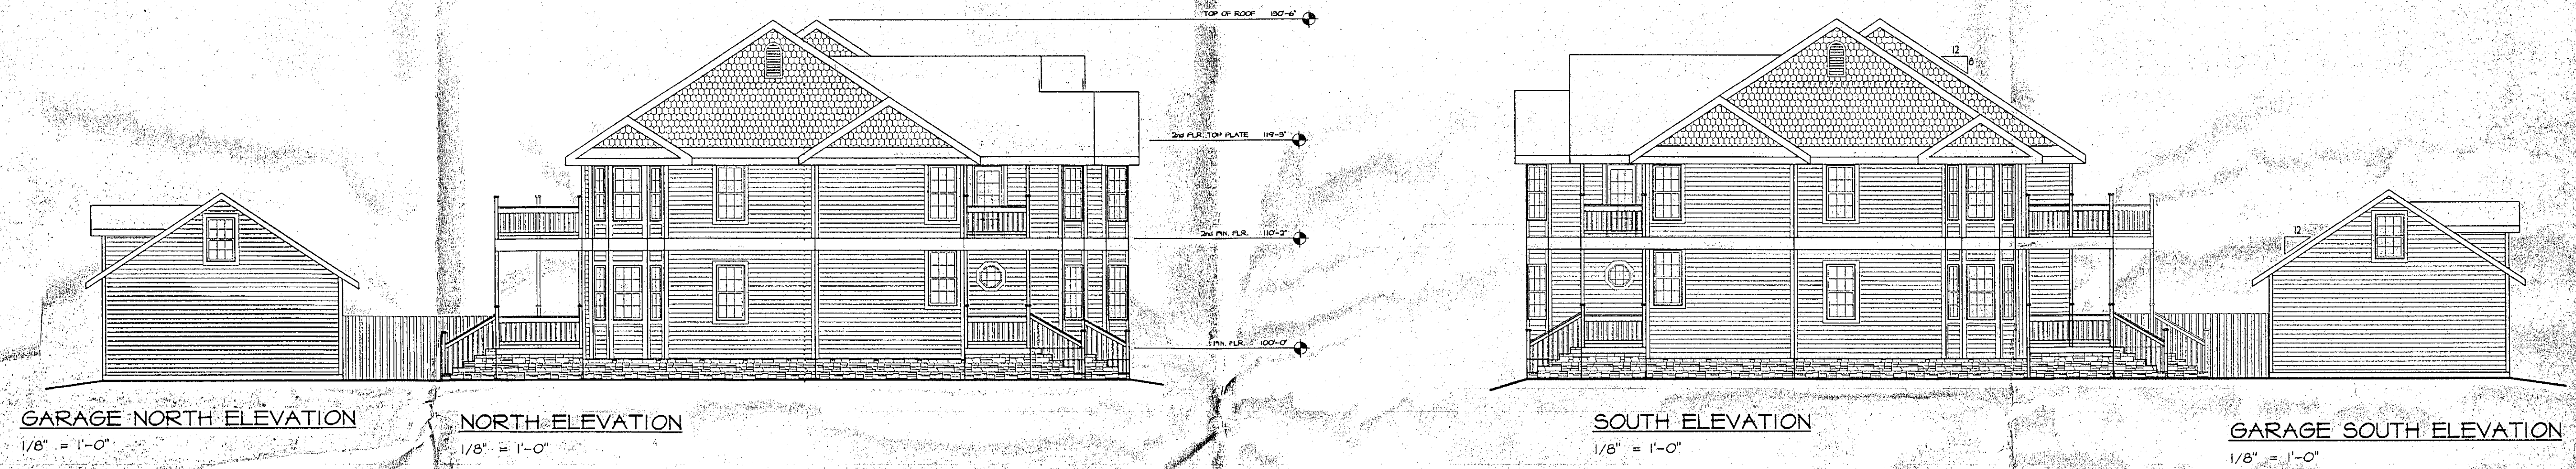 TOP OF ROOF 130'-6"
2nd FLR. TOP PLATE 119'-3"
2nd FIN. FLR. 110'-2"
FIN. FLR. 100'-0"
12
8
12
GARAGE NORTH ELEVATION
1/8" = 1'-0"
NORTH ELEVATION
1/8" = 1'-0"
SOUTH ELEVATION
1/8" = 1'-0"
GARAGE SOUTH ELEVATION
1/8" = 1'-0"